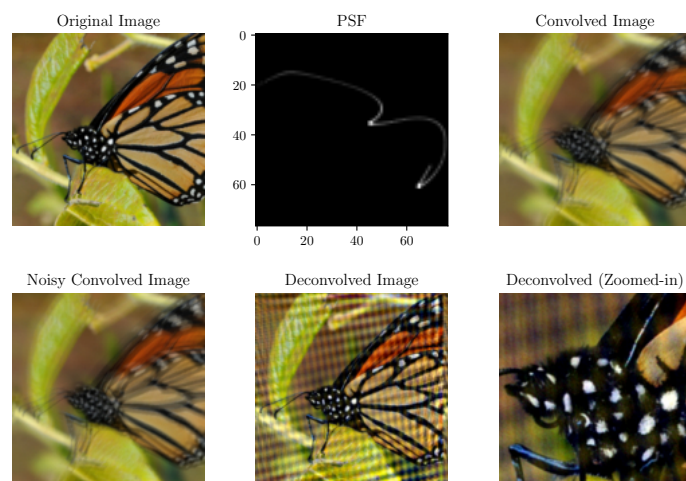 Original Image
PSF
Convolved Image
0
20
40
60
0
20
40
60
Noisy Convolved Image
Deconvolved Image
Deconvolved (Zoomed-in)